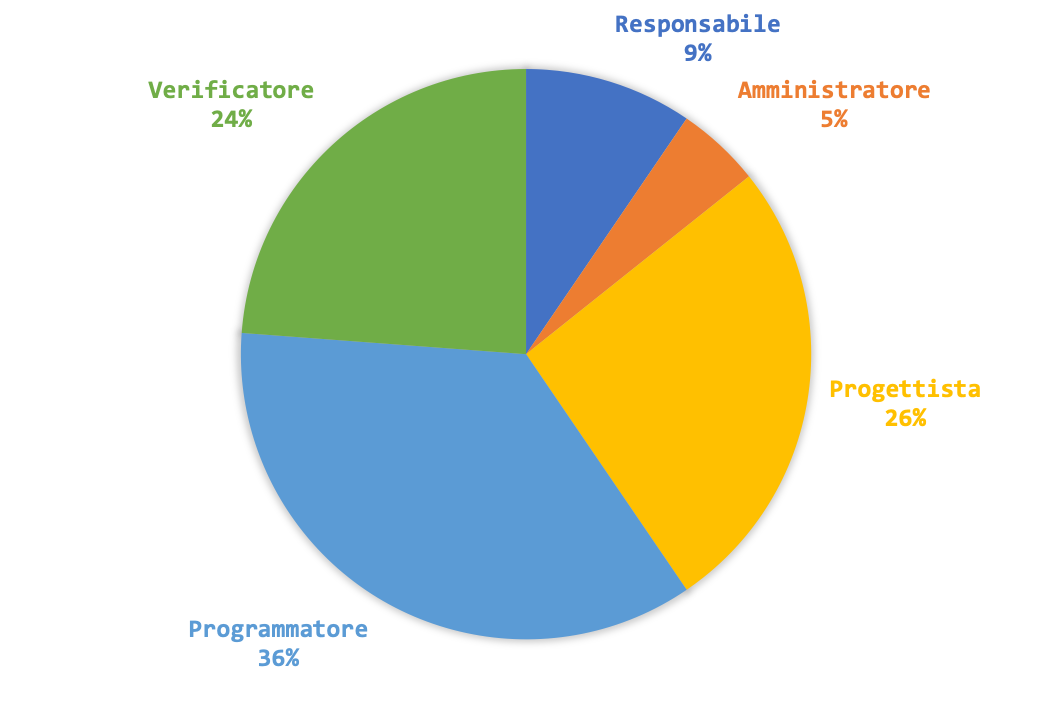 Responsabile
9%
Amministratore
5%
Progettista
26%
Programmatore
36%
Verificatore
24%